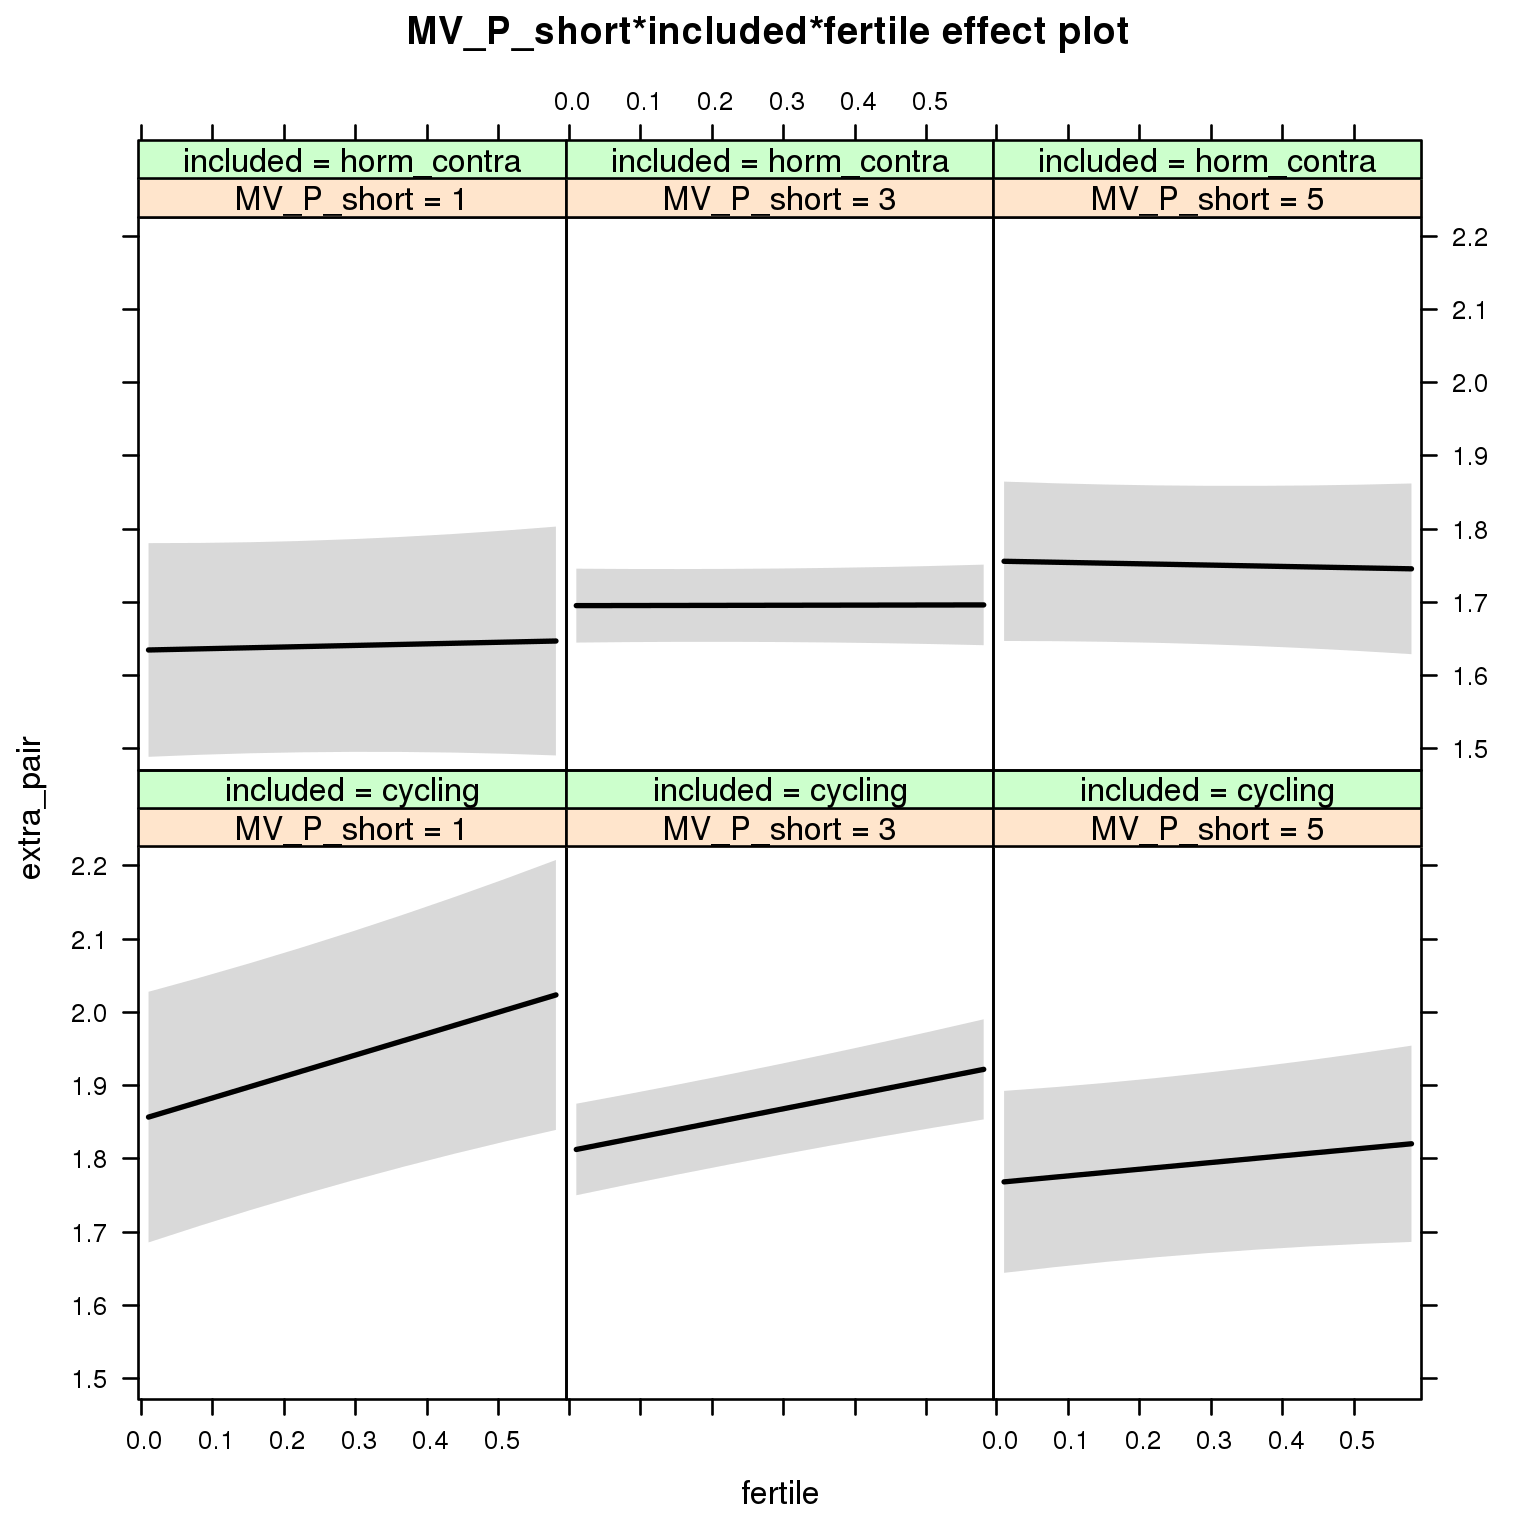 MV_P_short*included*fertile effect plot
0.0 0.1 0.2 0.3 0.4 0.5
included = horm_contra included = horm_contra included = horm_contra
MV_P_short = 1 MV_P_short = 3 MV_P_short = 5
2.2
2.1
2.0
1.9
1.8
1.7
1.6
1.5
extra_pair
included = cycling included = cycling included = cycling
MV_P_short = 1 MV_P_short = 3 MV_P_short = 5
2.2
2.1
2.0
1.9
1.8
1.7
1.6
1.5
0.0 0.1 0.2 0.3 0.4 0.5 0.0 0.1 0.2 0.3 0.4 0.5
fertile